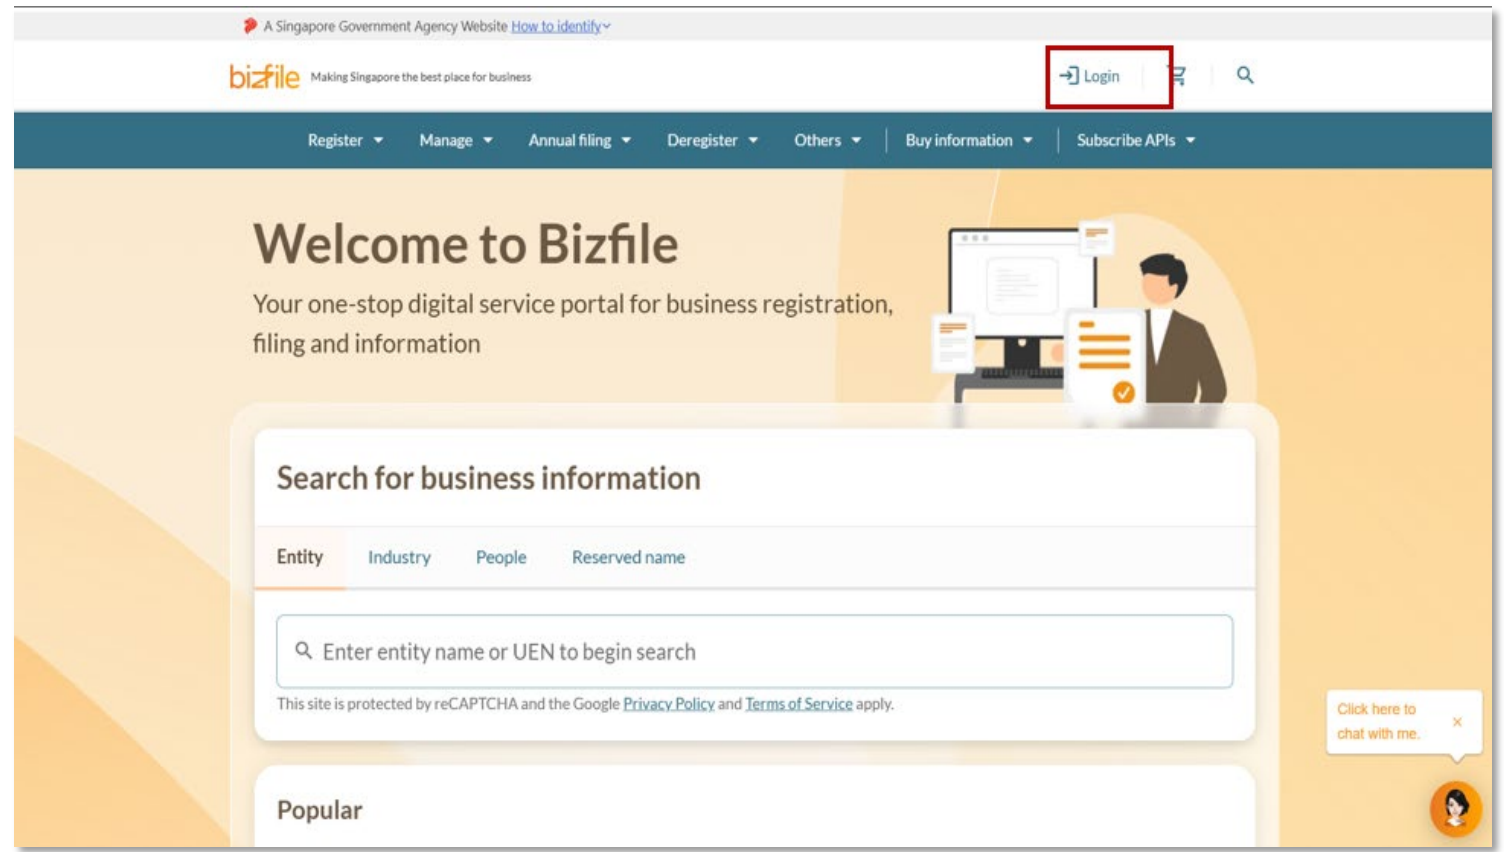 A Singapore Government Agency Website How to identify
bizfile Making Singapore the best place for business
Login
Register Manage Annual filing Deregister Others Buy information Subscribe APIs
Welcome to Bizfile
Your one-stop digital service portal for business registration,
filing and information
Search for business information
Entity Industry People Reserved name
Enter entity name or UEN to begin search
This site is protected by reCAPTCHA and the Google Privacy Policy and Terms of Service apply.
Click here to
chat with me.
Popular